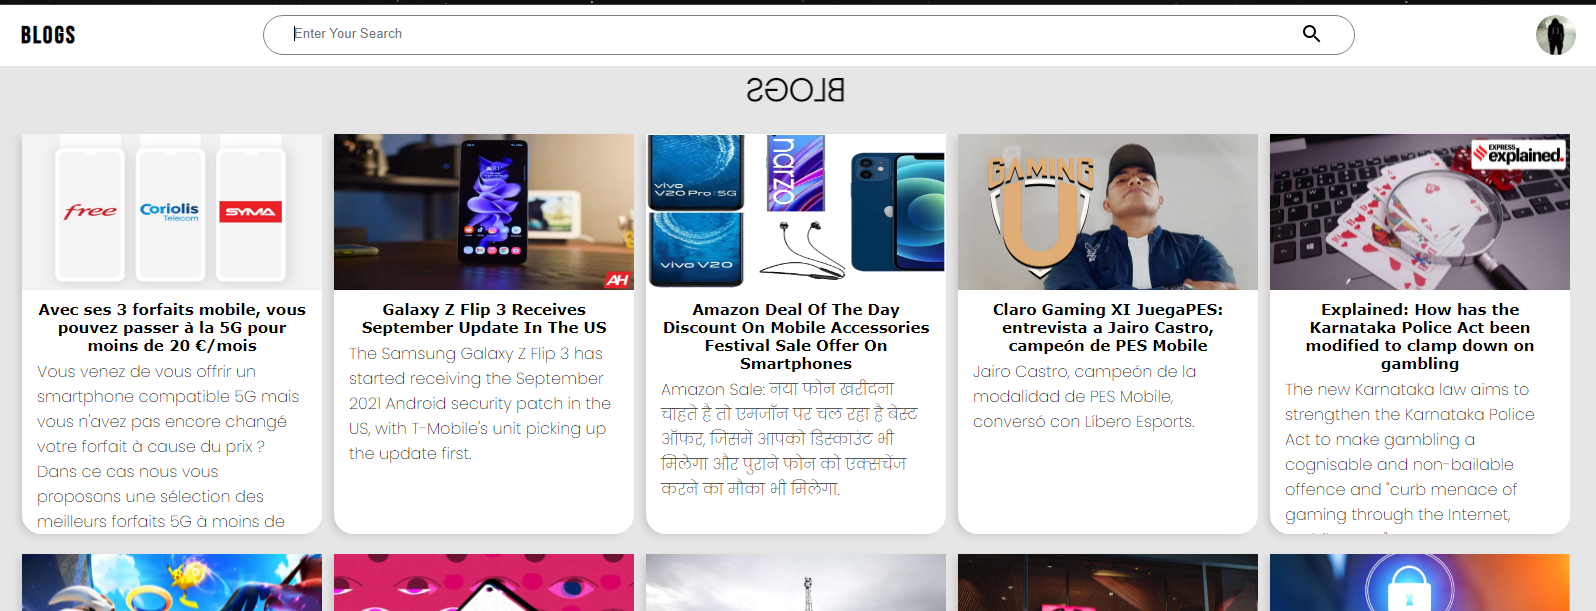 BLOGS
Enter Your Search
BLOGS
free
Coriolis
Telecom
SYMA
AH
vivo
V20 Pro | 5G
vivo V20
narzo
GAMING
U
EXPRESS
explained.
Avec ses 3 forfaits mobile, vous
pouvez passer à la 5G pour
moins de 20 €/mois
Vous venez de vous offrir un
smartphone compatible 5G mais
vous n'avez pas encore changé
votre forfait à cause du prix ?
Dans ce cas nous vous
proposons une sélection des
meilleurs forfaits 5G à moins de
Galaxy Z Flip 3 Receives
September Update In The US
The Samsung Galaxy Z Flip 3 has
started receiving the September
2021 Android security patch in the
US, with T-Mobile's unit picking up
the update first.
Amazon Deal Of The Day
Discount On Mobile Accessories
Festival Sale Offer On
Smartphones
Amazon Sale: नया फोन खरीदना
चाहते है तो एमजॉन पर चल रहा है बेस्ट
ऑफर, जिसमें आपको डिस्काउंट भी
मिलेगा और पुराने फोन को एक्सचेंज
करने का मौका भी मिलेगा.
Claro Gaming XI JuegaPES:
entrevista a Jairo Castro,
campeón de PES Mobile
Jairo Castro, campeón de la
modalidad de PES Mobile,
conversó con Líbero Esports.
Explained: How has the
Karnataka Police Act been
modified to clamp down on
gambling
The new Karnataka law aims to
strengthen the Karnataka Police
Act to make gambling a
cognisable and non-bailable
offence and "curb menace of
gaming through the Internet,